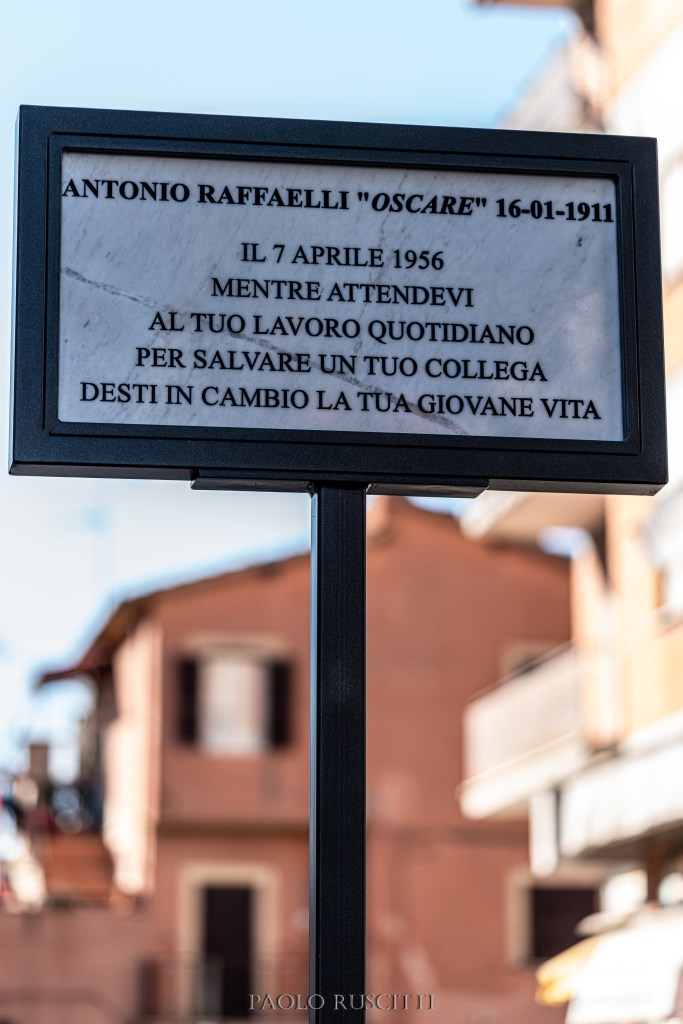 ANTONIO RAFFAELLI "OSCARE" 16-01-1911
IL 7 APRILE 1956
MENTRE ATTENDEVI
AL TUO LAVORO QUOTIDIANO
PER SALVARE UN TUO COLLEGA
DESTI IN CAMBIO LA TUA GIOVANE VITA
PAOLO RUSCITTI